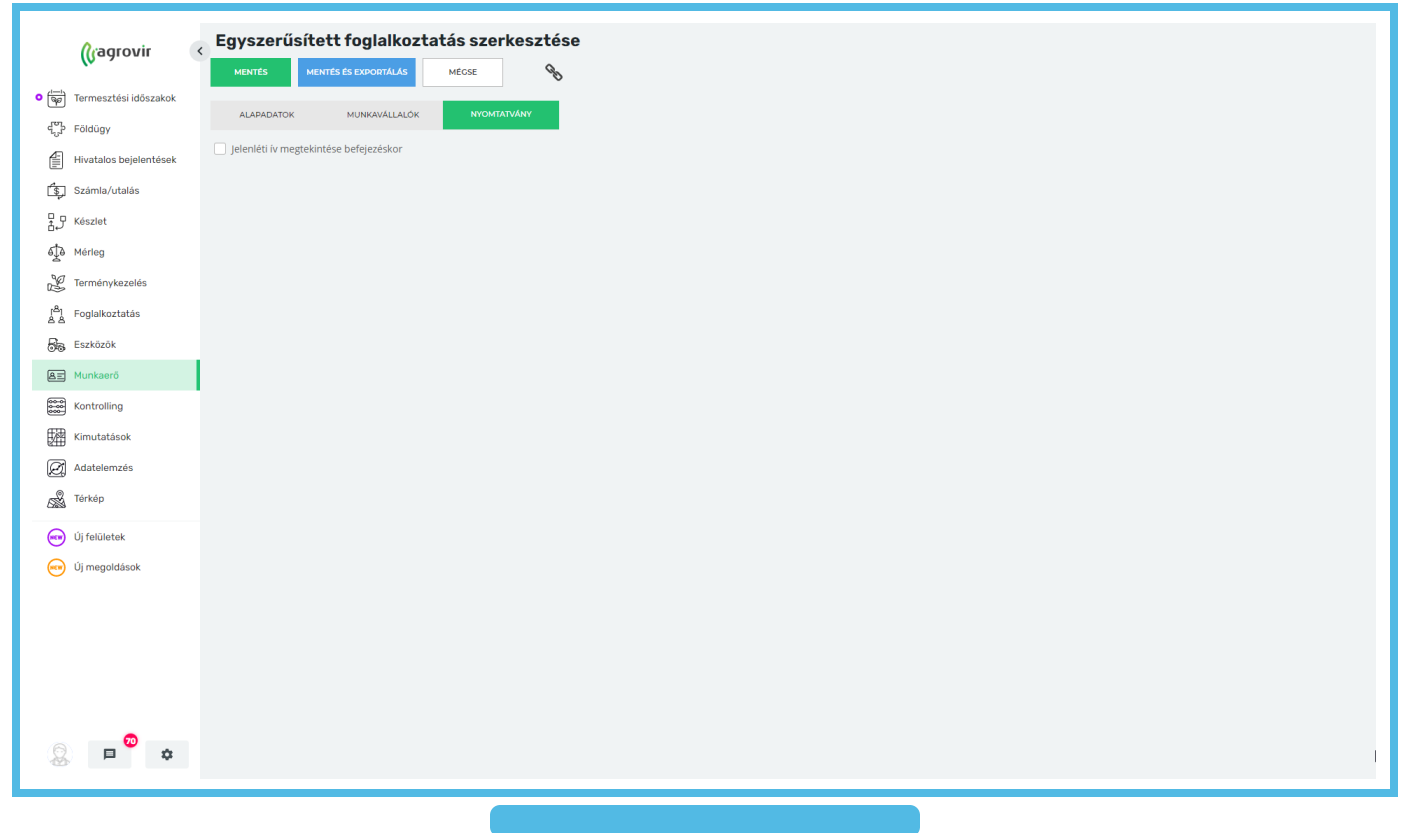 agrovir
Termesztési időszakok
Földügy
Hivatalos bejelentések
Számla/utalás
Készlet
Mérleg
Terménykezelés
Foglalkoztatás
Eszközök
Munkaerő
Kontrolling
Kimutatások
Adatelemzés
Térkép
NEW Új felületek
NEW Új megoldások
70
Egyszerűsített foglalkoztatás szerkesztése
MENTÉS MENTÉS ÉS EXPORTÁLÁS MÉGSE
ALAPADATOK MUNKAVÁLLALÓK NYOMTATVÁNY
Jelenléti ív megtekintése befejezéskor